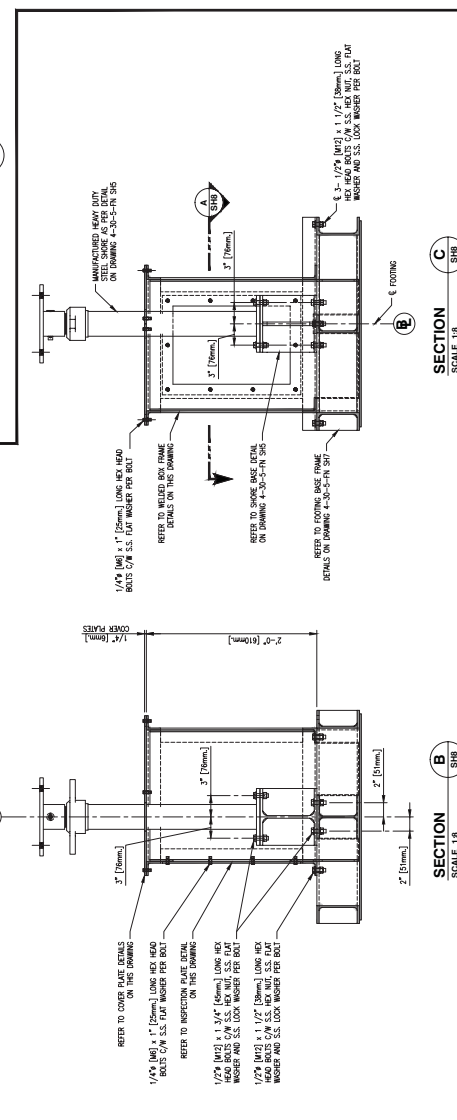 MANUFACTURED HEAVY DUTY
STEEL SHORE AS PER DETAIL
ON DRAWING 4-30-5-FN SH5
1/4"ø [M6] x 1" [25mm.] LONG HEX HEAD
BOLTS C/W S.S. FLAT WASHER PER BOLT
A
SH8
3" [76mm.]
3" [76mm.]
REFER TO WELDED BOX FRAME
DETAILS ON THIS DRAWING
REFER TO SHORE BASE DETAIL
ON DRAWING 4-30-5-FN SH5
REFER TO FOOTING BASE FRAME
DETAILS ON DRAWING 4-30-5-FN SH7
℄ 3- 1/2"ø [M12] x 1 1/2" [38mm.] LONG
HEX HEAD BOLTS C/W S.S. HEX NUT, S.S. FLAT
WASHER AND S.S. LOCK WASHER PER BOLT
℄ FOOTING
SECTION
SCALE 1:8
C
SH8
1/4" [6mm.]
COVER PLATES
2'-0" [610mm.]
REFER TO COVER PLATE DETAILS
ON THIS DRAWING
3" [76mm.]
3" [76mm.]
1/4"ø [M6] x 1" [25mm.] LONG HEX HEAD
BOLTS C/W S.S. FLAT WASHER PER BOLT
REFER TO INSPECTION PLATE DETAIL
ON THIS DRAWING
1/2"ø [M12] x 1 3/4" [45mm.] LONG HEX
HEAD BOLTS C/W S.S. HEX NUT, S.S. FLAT
WASHER AND S.S. LOCK WASHER PER BOLT
1/2"ø [M12] x 1 1/2" [38mm.] LONG HEX
HEAD BOLTS C/W S.S. HEX NUT, S.S. FLAT
WASHER AND S.S. LOCK WASHER PER BOLT
2" [51mm.]
2" [51mm.]
SECTION
SCALE 1:8
B
SH8